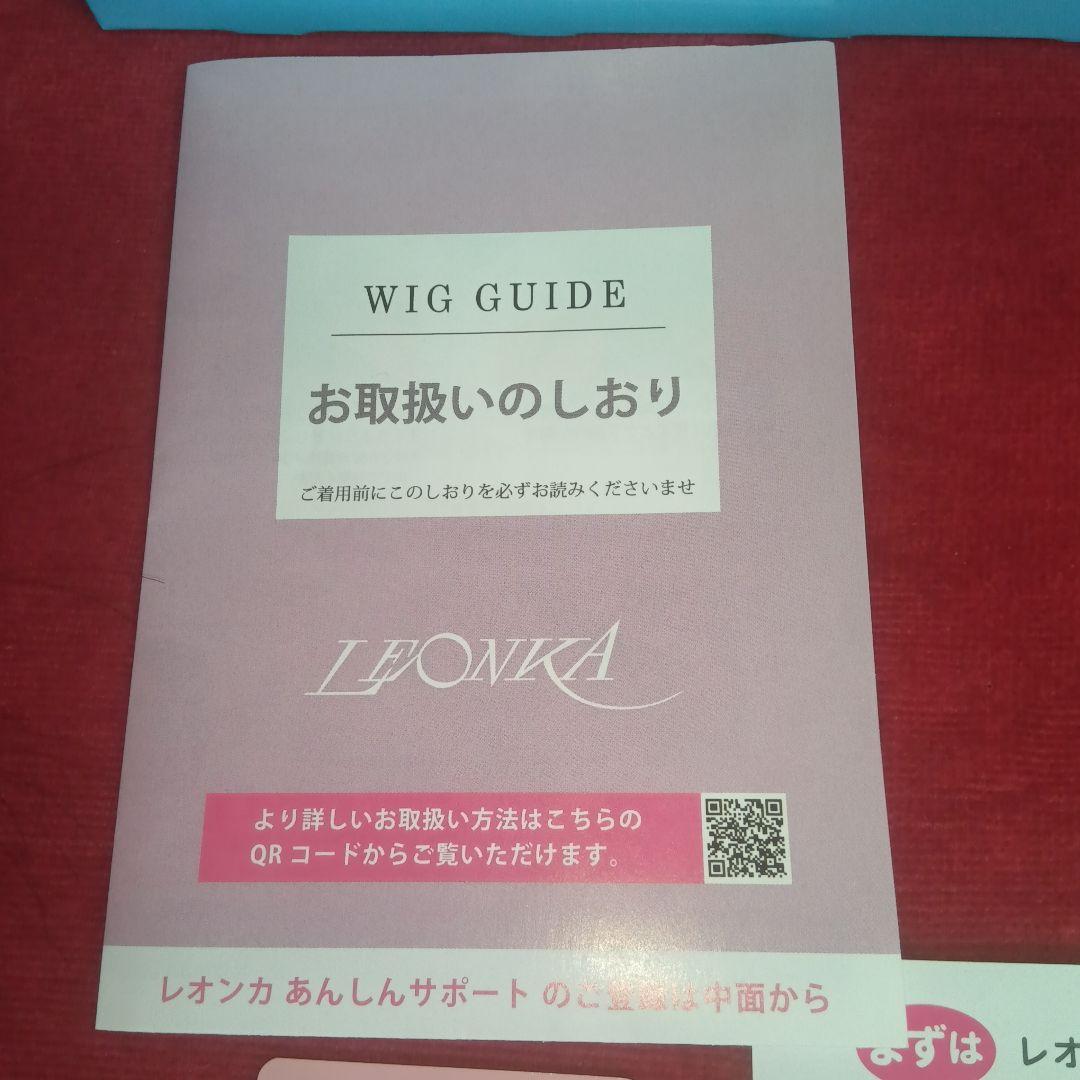 WIG GUIDE
お取扱いのしおり
ご着用前にこのしおりを必ずお読みくださいませ
LEONKA
より詳しいお取扱い方法はこちらの
QRコードからご覧いただけます。
レオンカ あんしんサポート のご登録は中面から
まずは レオ